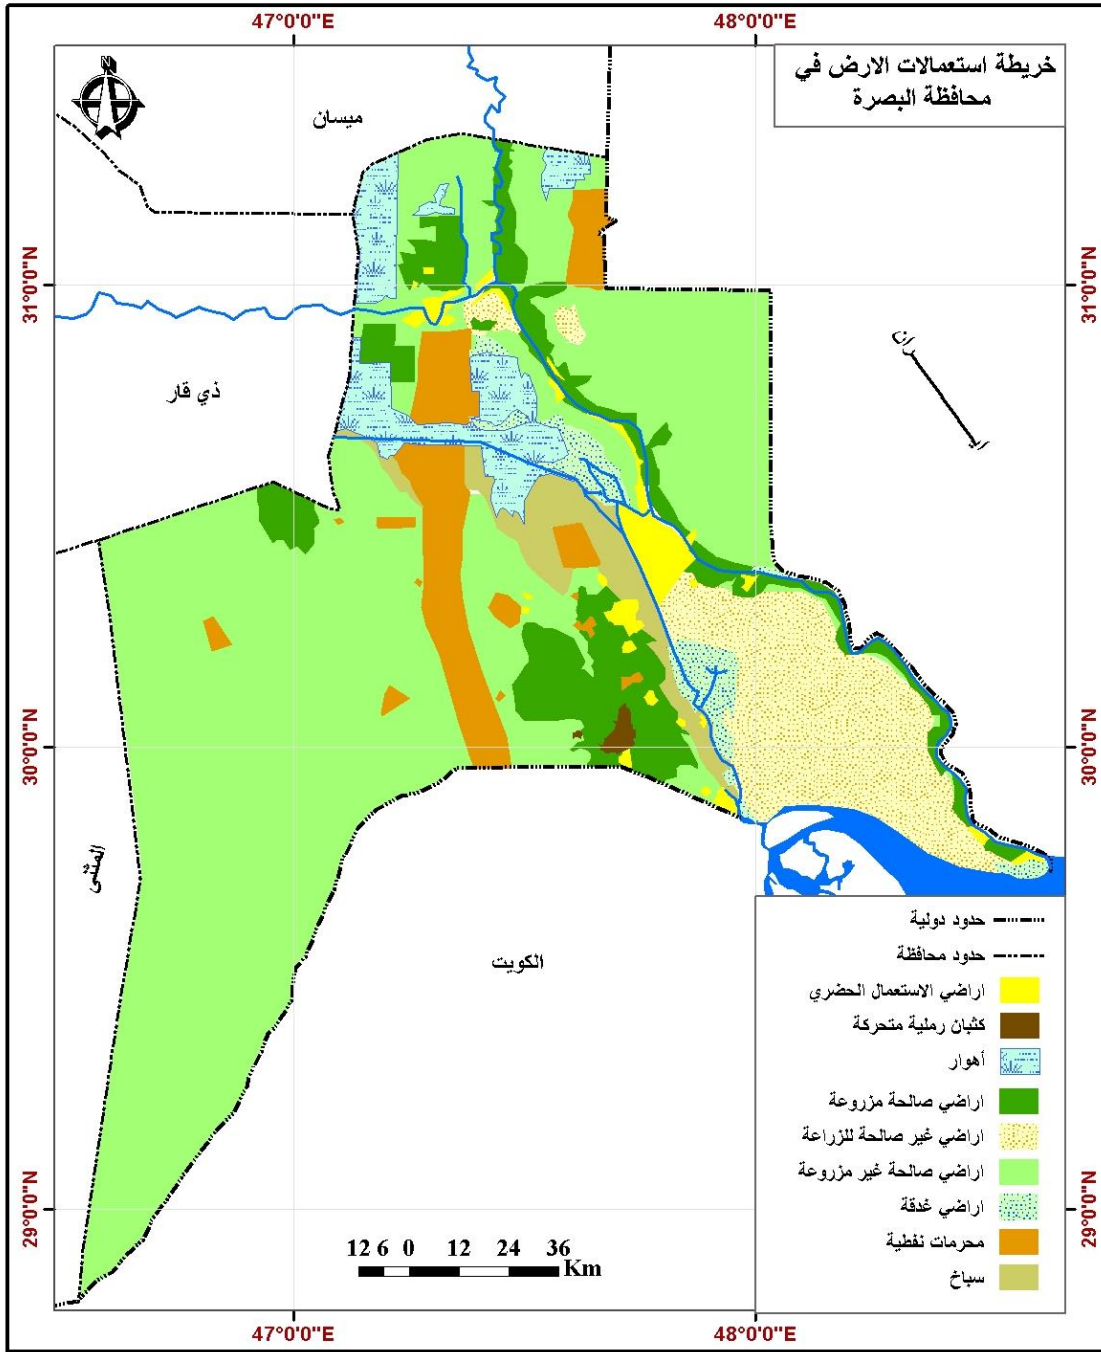 47°0'0"E
48°0'0"E
خريطة استعمالات الارض في
محافظة البصرة
N
ميسان
31°0'0"N
31°0'0"N
ذي قار
30°0'0"N
30°0'0"N
المثنى
الكويت
حدود دولية
حدود محافظة
اراضي الاستعمال الحضري
كثبان رملية متحركة
أهوار
اراضي صالحة مزروعة
اراضي غير صالحة للزراعة
اراضي صالحة غير مزروعة
اراضي غدقة
محرمات نفطية
سباخ
29°0'0"N
29°0'0"N
12 6 0 12 24 36
Km
47°0'0"E
48°0'0"E